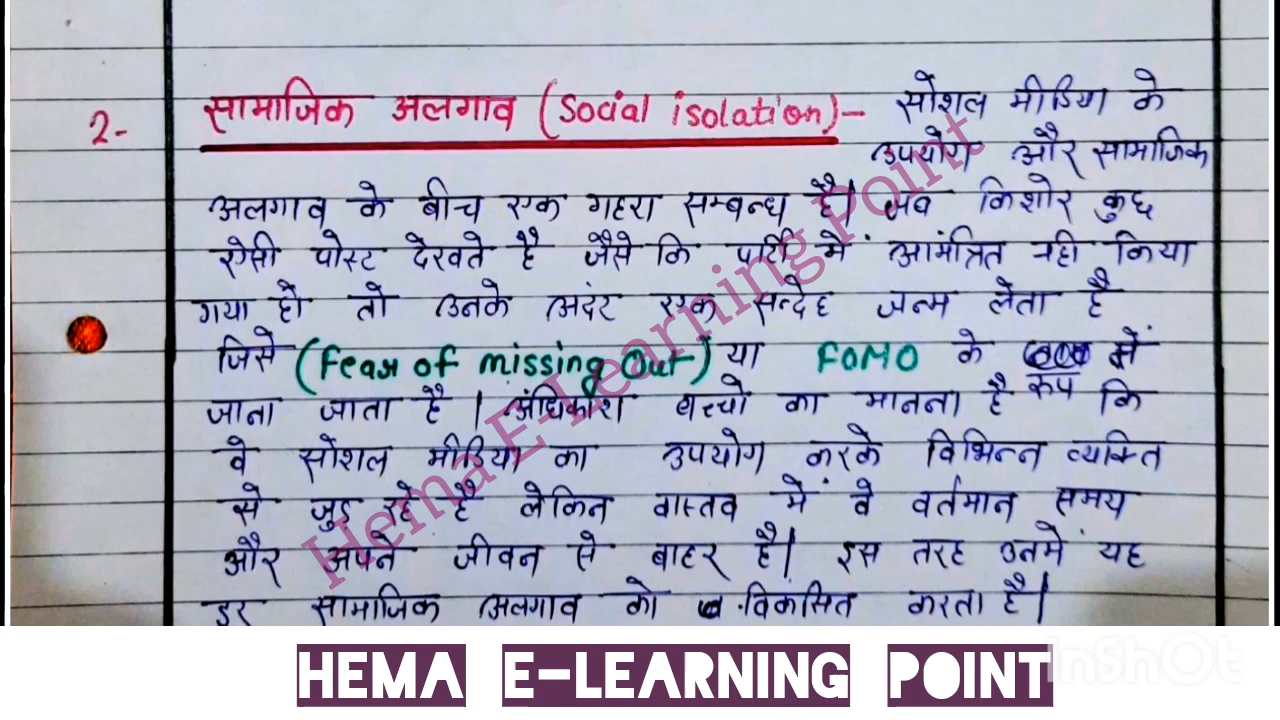 2- सामाजिक अलगाव (Social isolation)- सोशल मीडिया के
उपयोग और सामाजिक
अलगाव के बीच एक गहरा सम्बन्ध है। जब किशोर कुछ
ऐसी पोस्ट देखते है जैसे कि पार्टी में आमंत्रित नही किया
गया हो तो उनके अदंर एक सन्देह जन्म लेता है
जिसे (Fear of missing Out) या FOMO के रूप में
जाना जाता है। अधिकांश बच्चो का मानना है कि
वे सोशल मीडिया का उपयोग करके विभिन्न व्यक्ति
से जुड़ रहे है लेकिन वास्तव में वे वर्तमान समय
और अपने जीवन से बाहर है। इस तरह उनमें यह
डर सामाजिक अलगाव को विकसित करता है।
Hema E-Learning Point
HEMA E-LEARNING POINT
InShOt